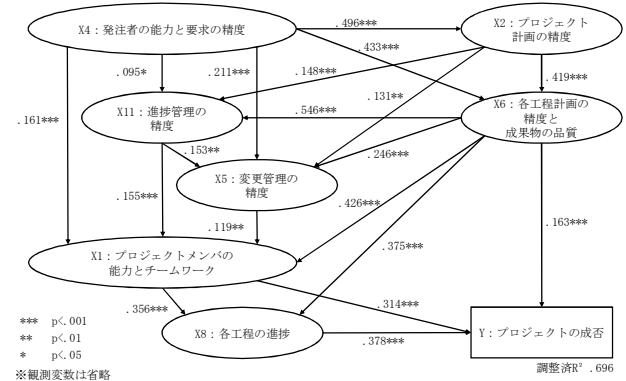 X4：発注者の能力と要求の精度
.496***
X2：プロジェクト
計画の精度
.433***
.095*
.211***
.148***
.419***
X11：進捗管理の
精度
.131**
X6：各工程計画の
精度と
成果物の品質
.161***
.546***
.153**
X5：変更管理の
精度
.246***
.155***
.426***
.119**
.163***
X1：プロジェクトメンバの
能力とチームワーク
.375***
.356***
.314***
*** p<.001
** p<.01
* p<.05
※観測変数は省略
X8：各工程の進捗
.378***
Y：プロジェクトの成否
調整済R² .696